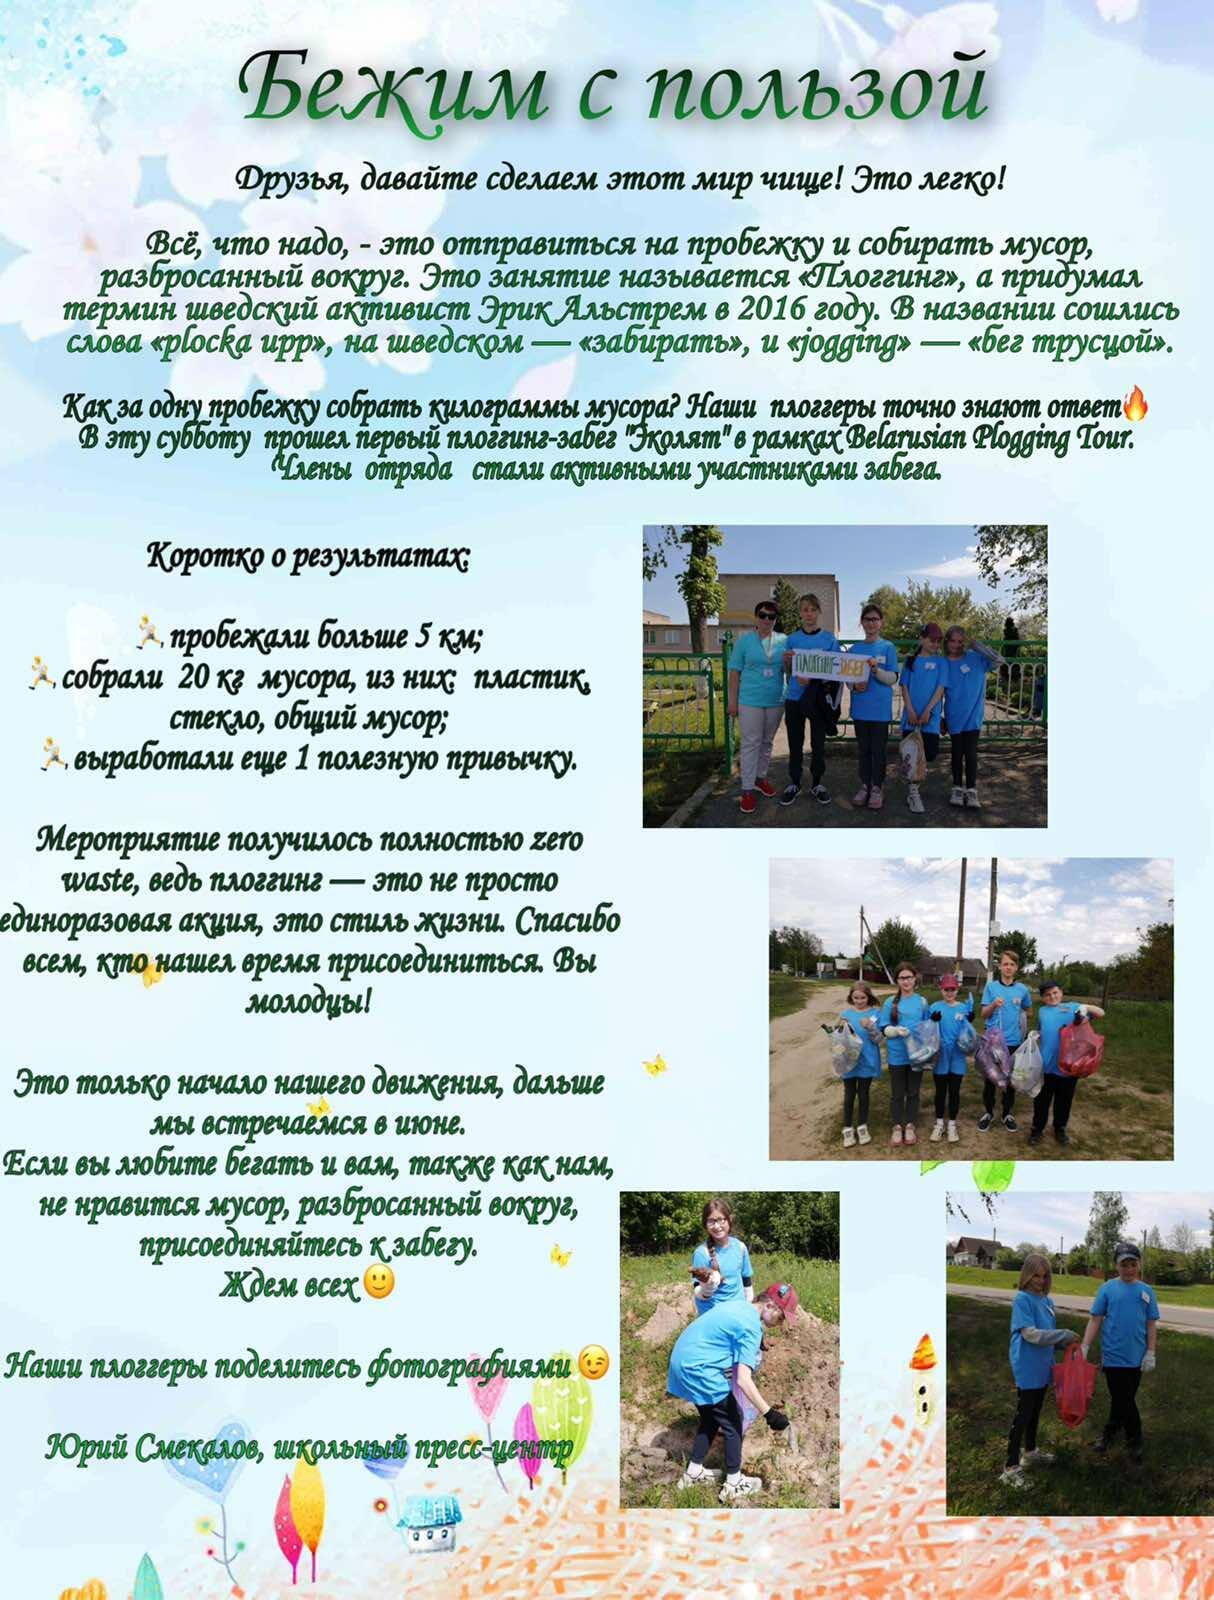 Бежим с пользой
Друзья, давайте сделаем этот мир чище! Это легко!
Всё, что надо, - это отправиться на пробежку и собирать мусор,
разбросанный вокруг. Это занятие называется «Плоггинг», а придумал
термин шведский активист Эрик Альстрем в 2016 году. В названии сошлись
слова «plocka upp», на шведском — «забирать», и «jogging» — «бег трусцой».
Как за одну пробежку собрать килограммы мусора? Наши плоггеры точно знают ответ🔥
В эту субботу прошел первый плоггинг-забег "Эколят" в рамках Belarusian Plogging Tour.
Члены отряда стали активными участниками забега.
Коротко о результатах:
🏃пробежали больше 5 км;
🏃собрали 20 кг мусора, из них: пластик,
стекло, общий мусор;
🏃выработали еще 1 полезную привычку.
Мероприятие получилось полностью zero
waste, ведь плоггинг — это не просто
единоразовая акция, это стиль жизни. Спасибо
всем, кто нашел время присоединиться. Вы
молодцы!
Это только начало нашего движения, дальше
мы встречаемся в июне.
Если вы любите бегать и вам, также как нам,
не нравится мусор, разбросанный вокруг,
присоединяйтесь к забегу.
Ждем всех🙂
Наши плоггеры поделитесь фотографиями😉
Юрий Смекалов, школьный пресс-центр
ПЛОГГИНГ-ЗАБЕГ